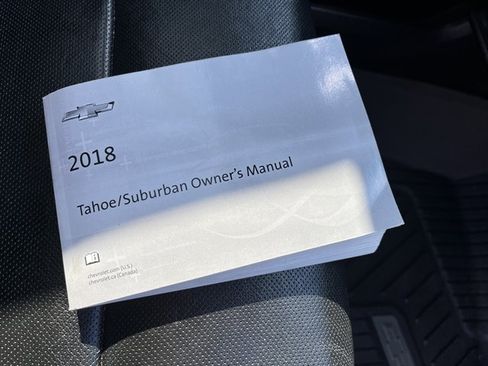 2018
Tahoe/Suburban Owner's Manual
chevrolet.com (U.S.)
chevrolet.ca (Canada)